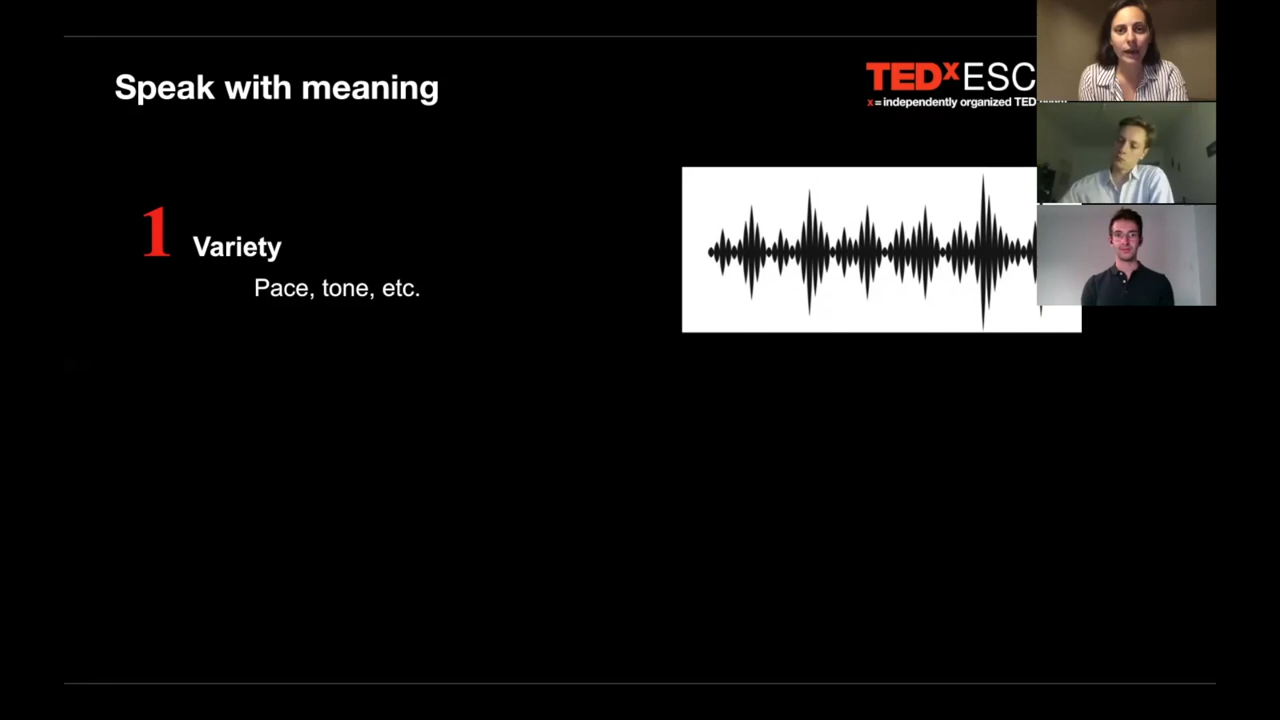 Speak with meaning
TEDxESC
x = independently organized TED
1 Variety
Pace, tone, etc.